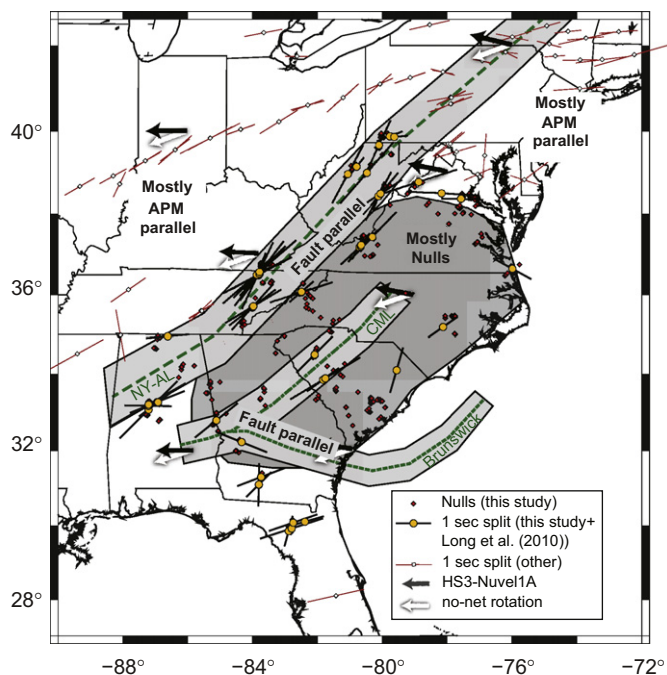 40°
36°
32°
28°
Mostly
APM
parallel
Mostly
APM
parallel
Fault parallel
Mostly
Nulls
CML
NY-AL
Fault parallel
Brunswick
Nulls (this study)
1 sec split (this study+
Long et al. (2010))
1 sec split (other)
HS3-Nuvel1A
no-net rotation
−88° −84° −80° −76° −72°